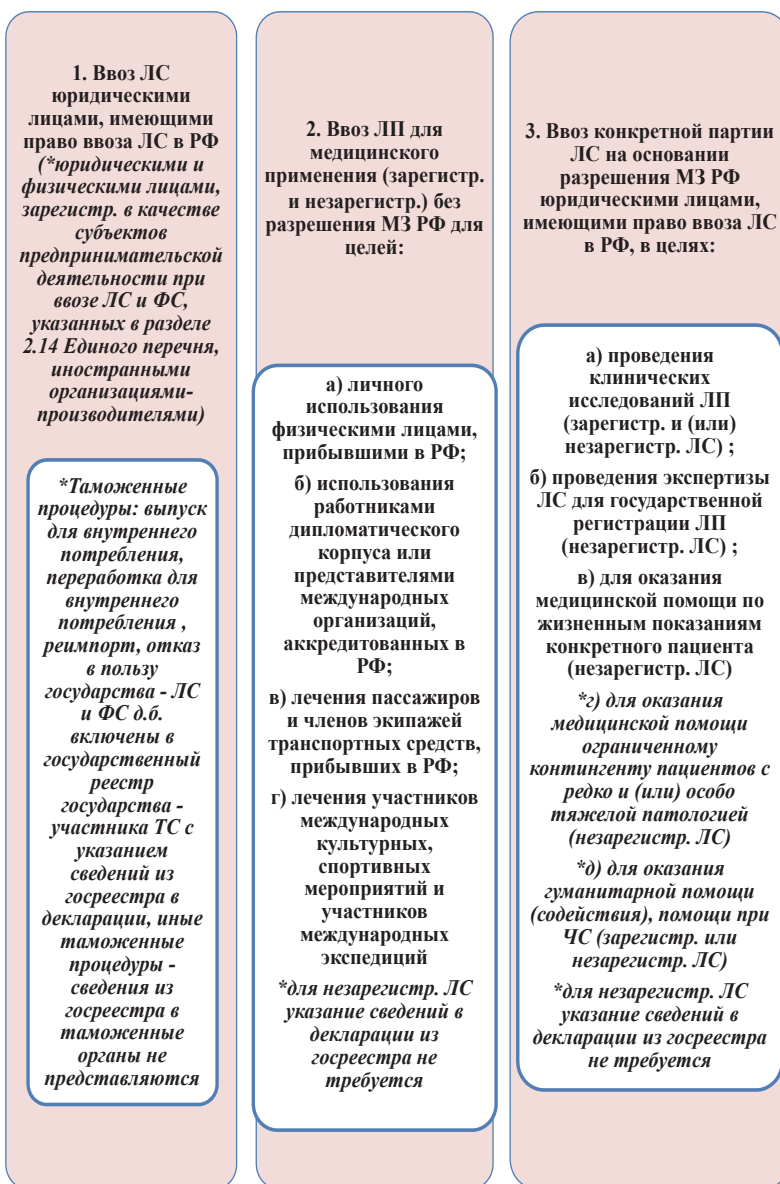 1. Ввоз ЛС
юридическими
лицами, имеющими
право ввоза ЛС в РФ
(*юридическими и
физическими лицами,
зарегистр. в качестве
субъектов
предпринимательской
деятельности при
ввозе ЛС и ФС,
указанных в разделе
2.14 Единого перечня,
иностранными
организациями-
производителями)
*Таможенные
процедуры: выпуск
для внутреннего
потребления,
переработка для
внутреннего
потребления ,
реимпорт, отказ
в пользу
государства - ЛС
и ФС д.б.
включены в
государственный
реестр
государства -
участника ТС с
указанием
сведений из
госреестра в
декларации, иные
таможенные
процедуры -
сведения из
госреестра в
таможенные
органы не
представляются
2. Ввоз ЛП для
медицинского
применения (зарегистр.
и незарегистр.) без
разрешения МЗ РФ для
целей:
а) личного
использования
физическими лицами,
прибывшими в РФ;
б) использования
работниками
дипломатического
корпуса или
представителями
международных
организаций,
аккредитованных в
РФ;
в) лечения пассажиров
и членов экипажей
транспортных средств,
прибывших в РФ;
г) лечения участников
международных
культурных,
спортивных
мероприятий и
участников
международных
экспедиций
*для незарегистр. ЛС
указание сведений в
декларации из
госреестра не
требуется
3. Ввоз конкретной партии
ЛС на основании
разрешения МЗ РФ
юридическими лицами,
имеющими право ввоза ЛС
в РФ, в целях:
а) проведения
клинических
исследований ЛП
(зарегистр. и (или)
незарегистр. ЛС) ;
б) проведения экспертизы
ЛС для государственной
регистрации ЛП
(незарегистр. ЛС) ;
в) для оказания
медицинской помощи по
жизненным показаниям
конкретного пациента
(незарегистр. ЛС)
*г) для оказания
медицинской помощи
ограниченному
контингенту пациентов с
редко и (или) особо
тяжелой патологией
(незарегистр. ЛС)
*д) для оказания
гуманитарной помощи
(содействия), помощи при
ЧС (зарегистр. или
незарегистр. ЛС)
*для незарегистр. ЛС
указание сведений в
декларации из госреестра
не требуется